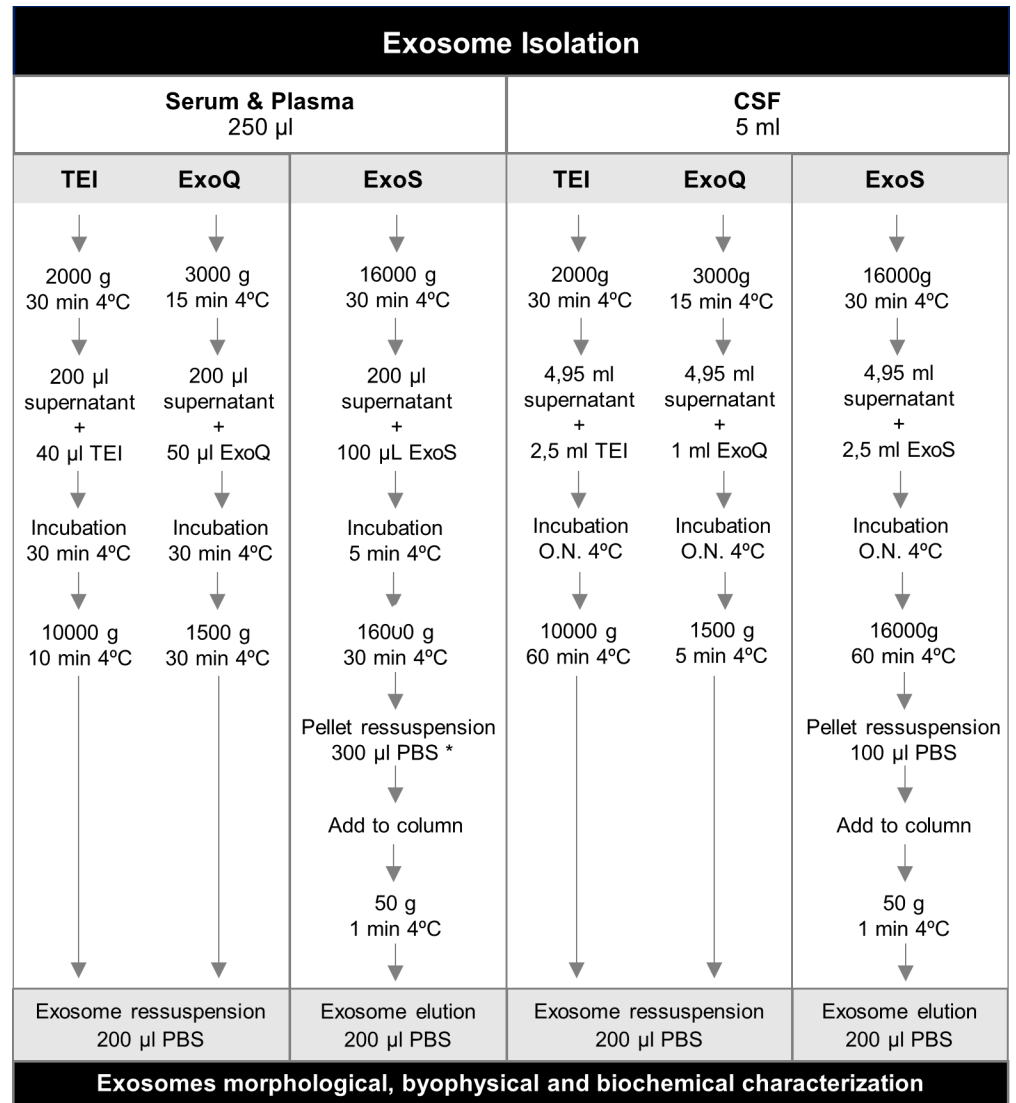 Exosome Isolation
Serum & Plasma
250 µl
CSF
5 ml
TEI
ExoQ
ExoS
TEI
ExoQ
ExoS
2000 g
30 min 4ºC
200 µl
supernatant
+
40 µl TEI
Incubation
30 min 4ºC
10000 g
10 min 4ºC
3000 g
15 min 4ºC
200 µl
supernatant
+
50 µl ExoQ
Incubation
30 min 4ºC
1500 g
30 min 4ºC
Exosome ressuspension
200 µl PBS
16000 g
30 min 4ºC
200 µl
supernatant
+
100 µL ExoS
Incubation
5 min 4ºC
16000 g
30 min 4ºC
Pellet ressuspension
300 µl PBS *
Add to column
50 g
1 min 4ºC
Exosome elution
200 µl PBS
2000g
30 min 4ºC
4,95 ml
supernatant
+
2,5 ml TEI
Incubation
O.N. 4ºC
10000 g
60 min 4ºC
3000g
15 min 4ºC
4,95 ml
supernatant
+
1 ml ExoQ
Incubation
O.N. 4ºC
1500 g
5 min 4ºC
Exosome ressuspension
200 µl PBS
16000g
30 min 4ºC
4,95 ml
supernatant
+
2,5 ml ExoS
Incubation
O.N. 4ºC
16000g
60 min 4ºC
Pellet ressuspension
100 µl PBS
Add to column
50 g
1 min 4ºC
Exosome elution
200 µl PBS
Exosomes morphological, byophysical and biochemical characterization